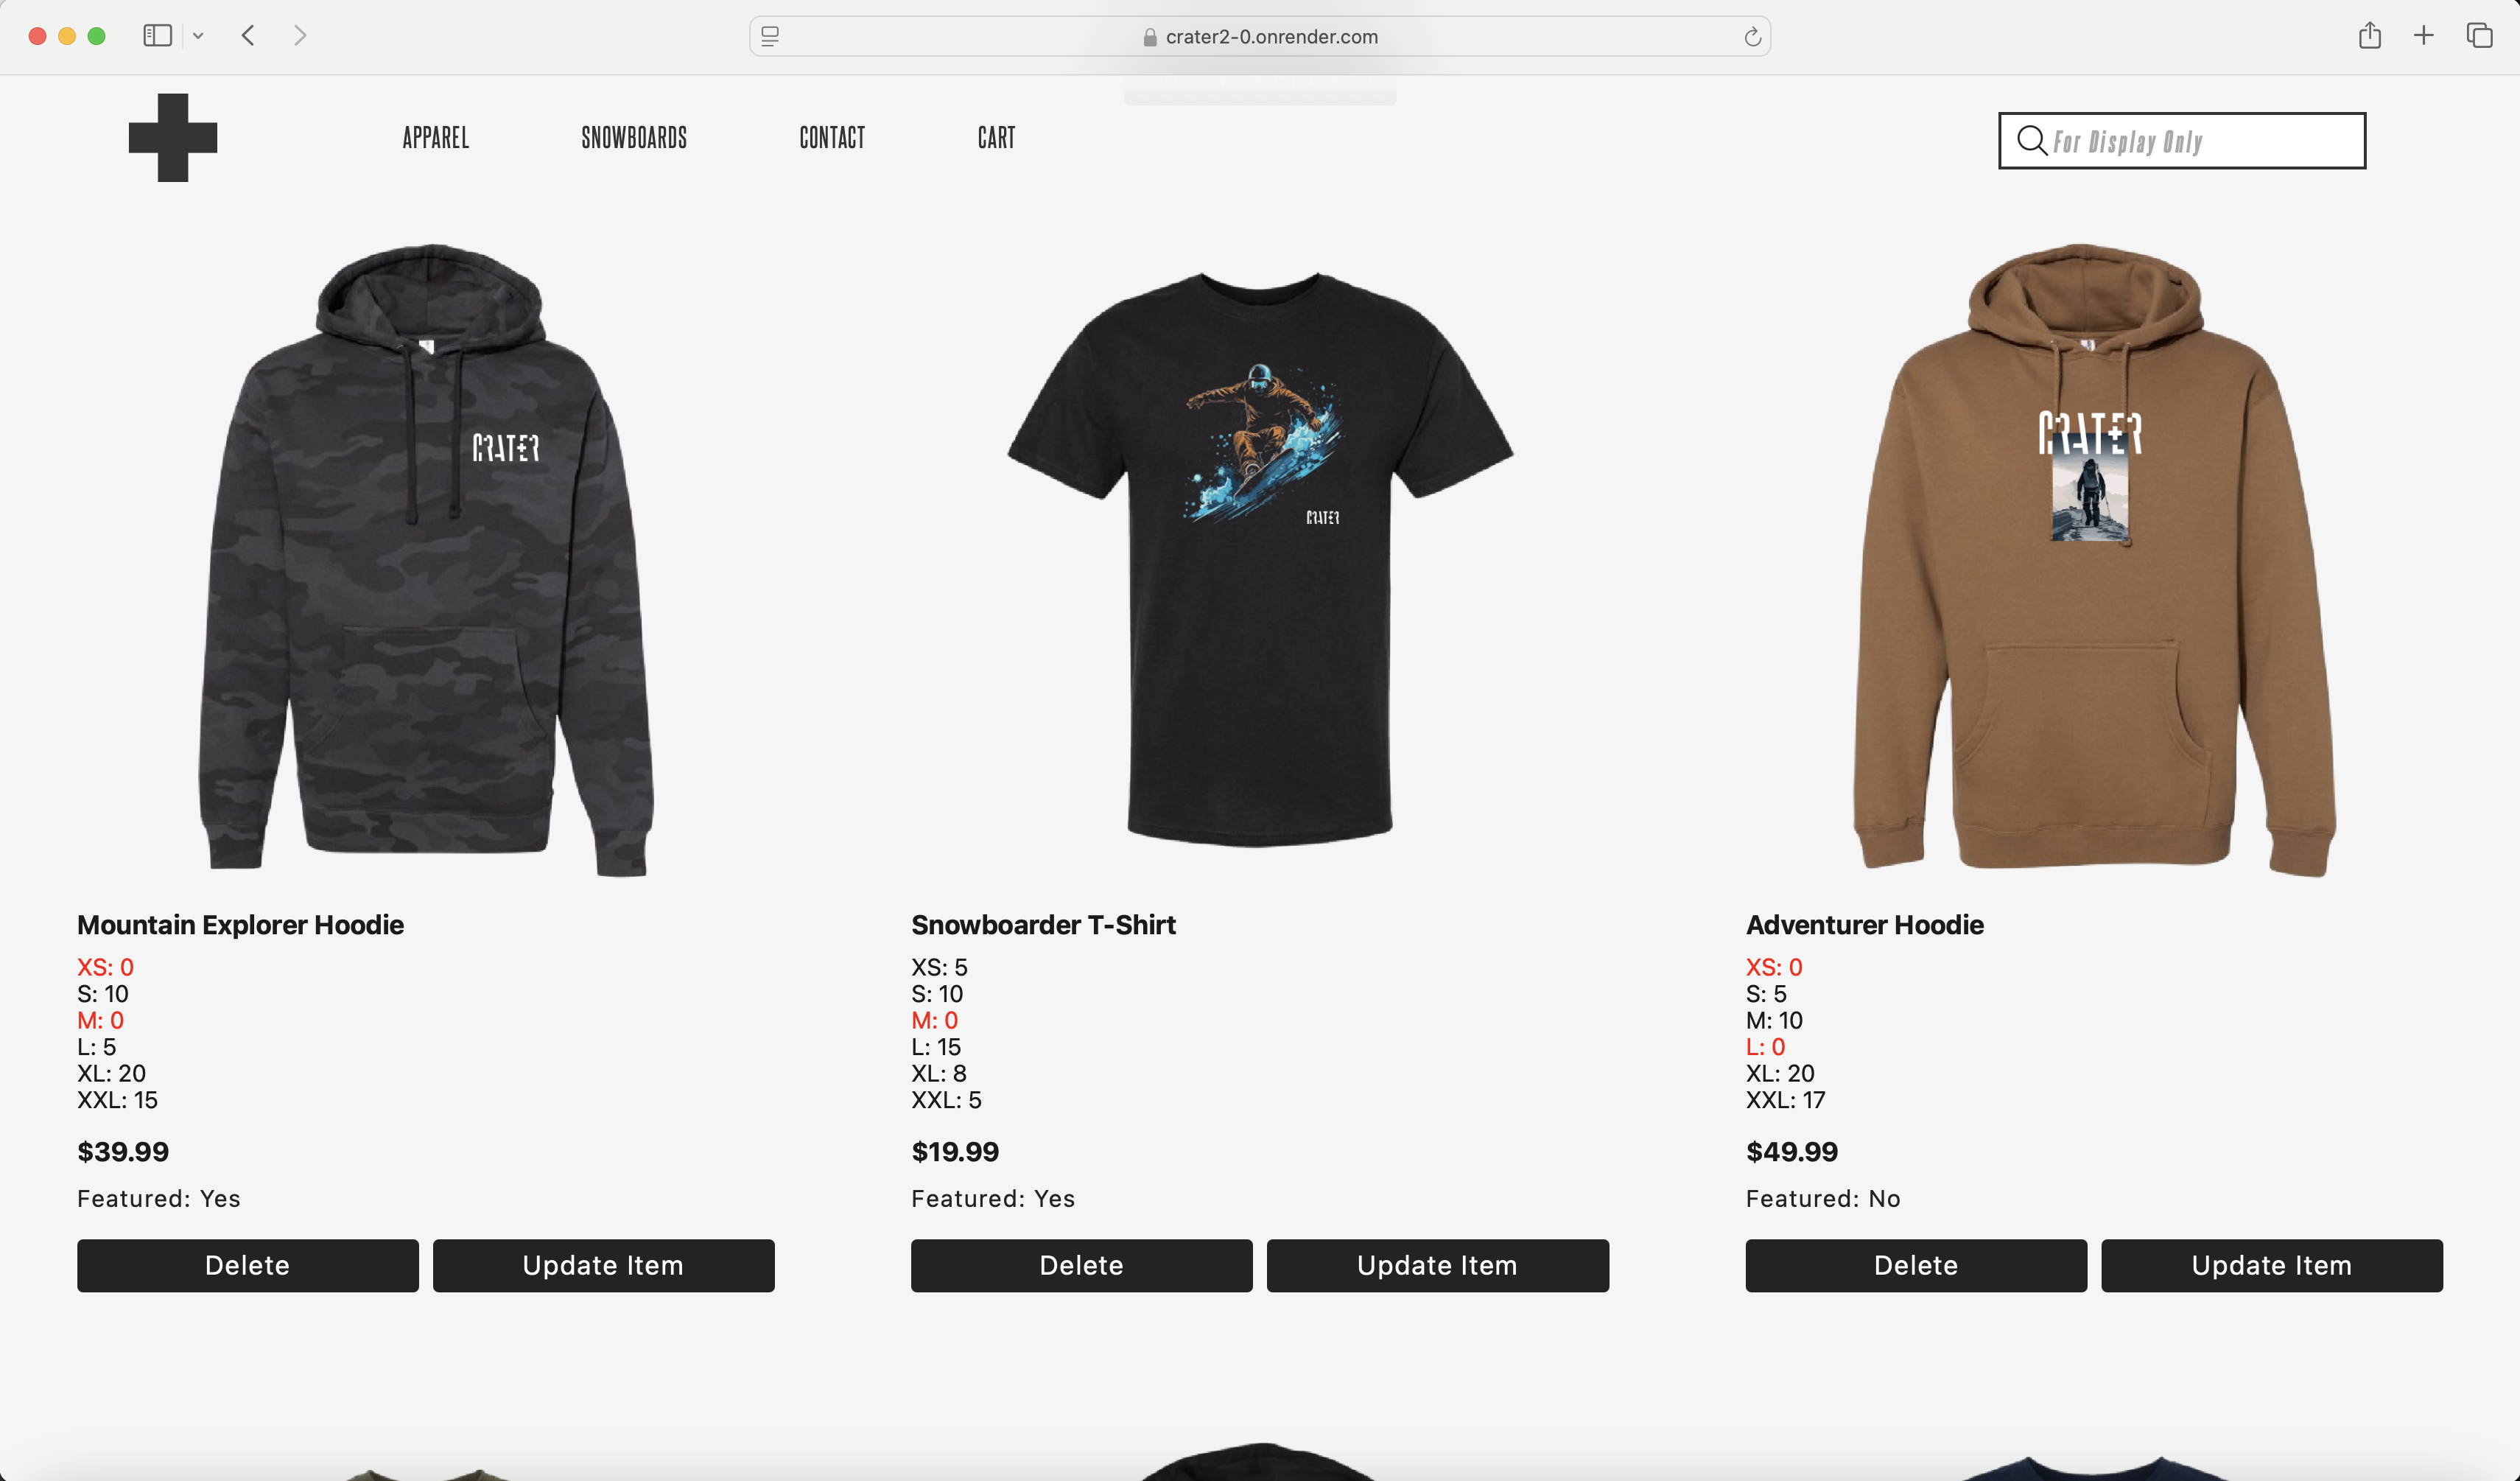 crater2-0.onrender.com
APPAREL SNOWBOARDS CONTACT CART
For Display Only
CRATER
CRATER
CRATER
Mountain Explorer Hoodie
XS: 0
S: 10
M: 0
L: 5
XL: 20
XXL: 15
$39.99
Featured: Yes
Delete Update Item
Snowboarder T-Shirt
XS: 5
S: 10
M: 0
L: 15
XL: 8
XXL: 5
$19.99
Featured: Yes
Delete Update Item
Adventurer Hoodie
XS: 0
S: 5
M: 10
L: 0
XL: 20
XXL: 17
$49.99
Featured: No
Delete Update Item